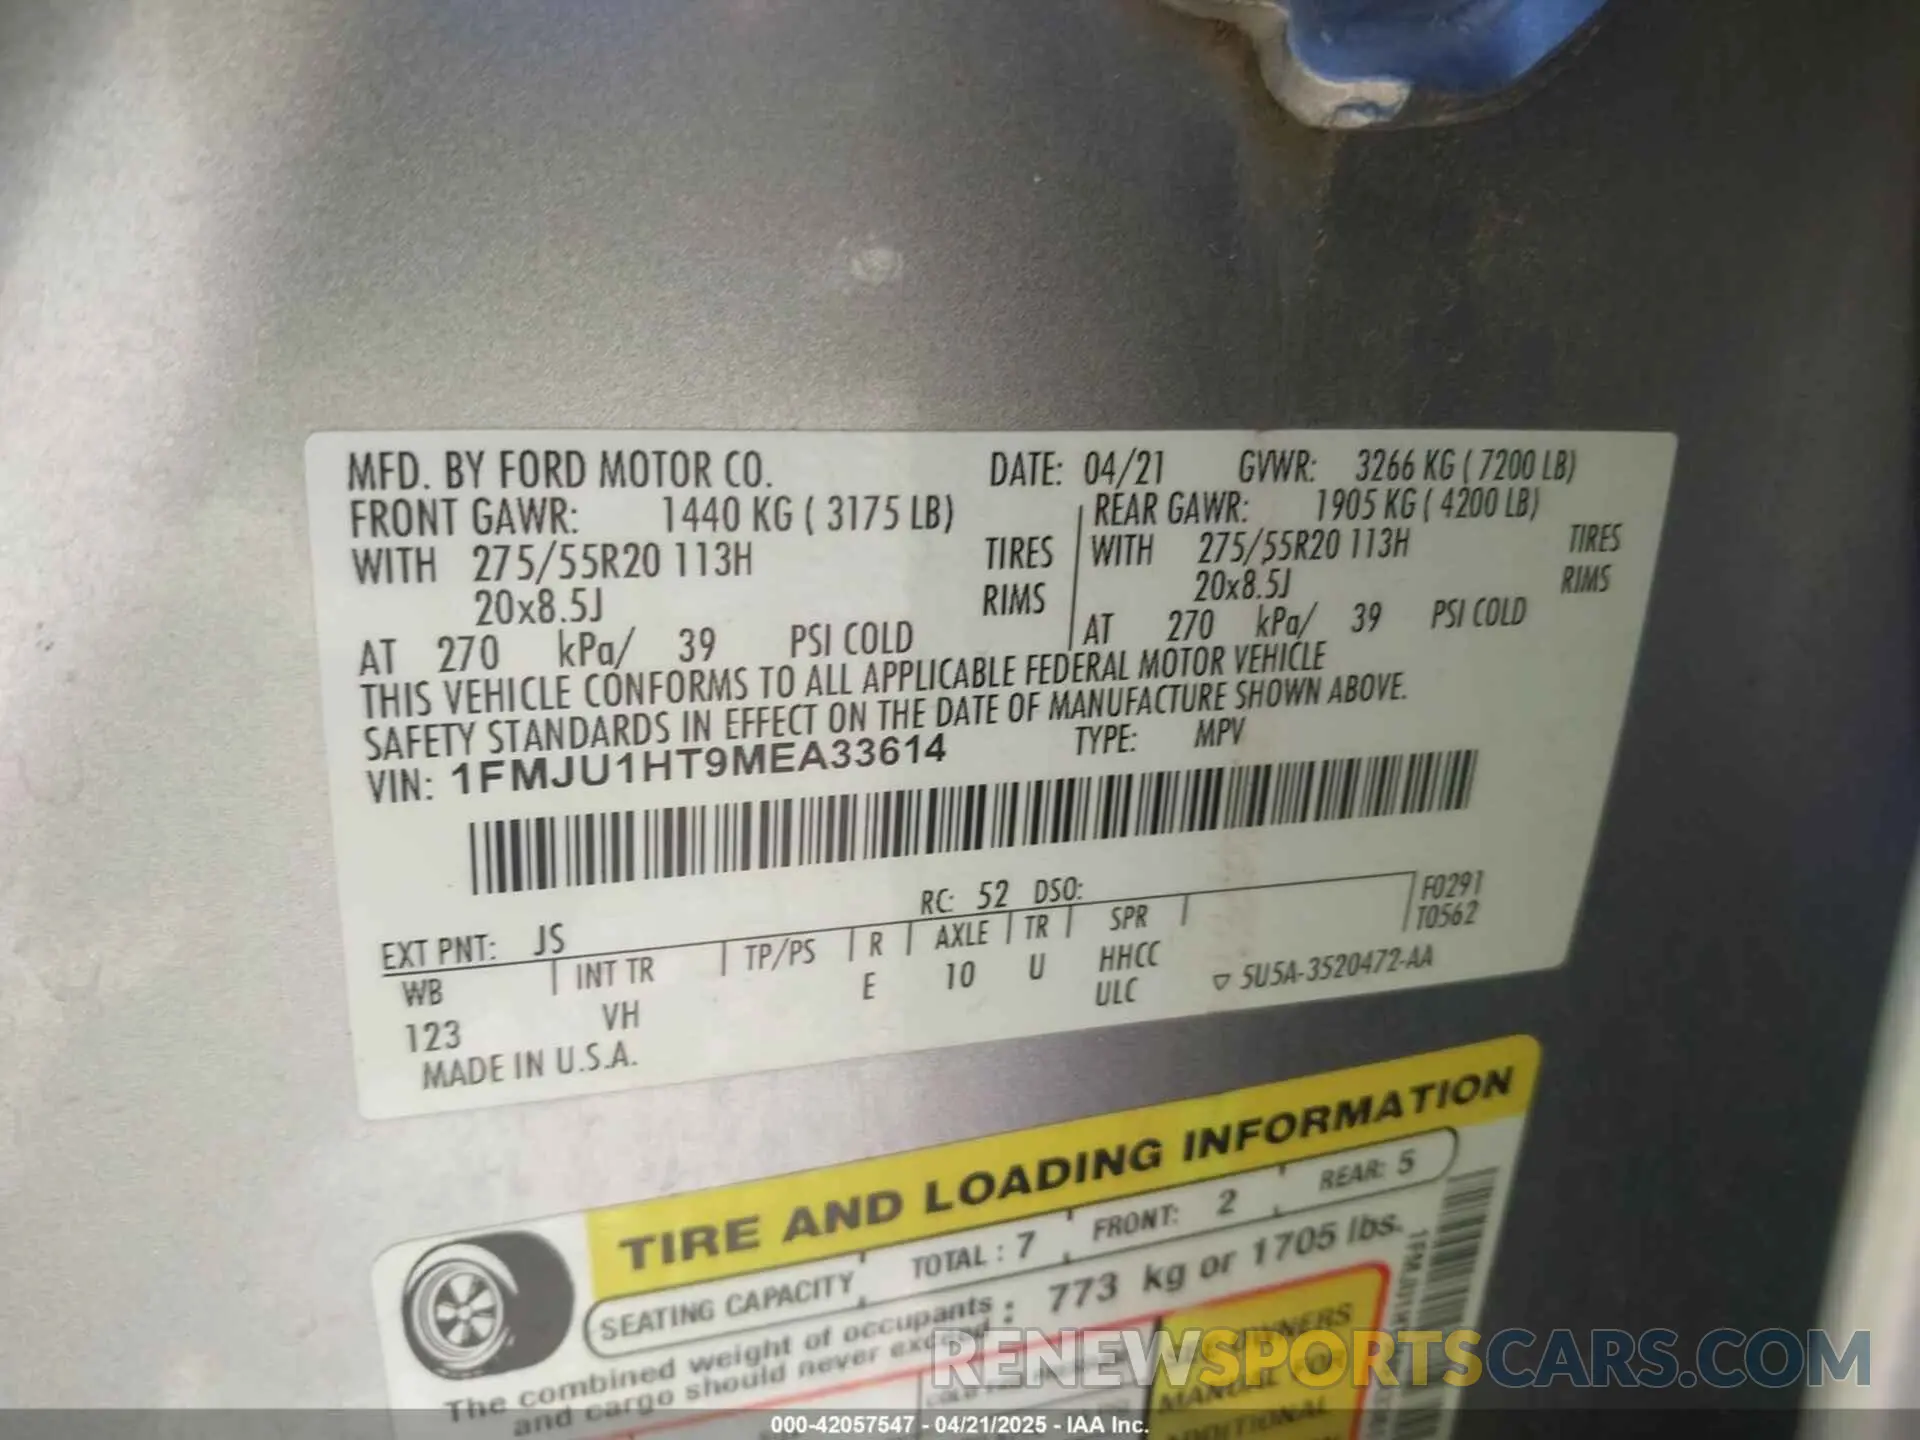 MFD. BY FORD MOTOR CO. DATE: 04/21 GVWR: 3266 KG ( 7200 LB)
FRONT GAWR: 1440 KG ( 3175 LB) REAR GAWR: 1905 KG ( 4200 LB)
WITH 275/55R20 113H TIRES WITH 275/55R20 113H TIRES
20x8.5J RIMS 20x8.5J RIMS
AT 270 kPa/ 39 PSI COLD AT 270 kPa/ 39 PSI COLD
THIS VEHICLE CONFORMS TO ALL APPLICABLE FEDERAL MOTOR VEHICLE
SAFETY STANDARDS IN EFFECT ON THE DATE OF MANUFACTURE SHOWN ABOVE.
VIN: 1FMJU1HT9MEA33614 TYPE: MPV
EXT PNT: JS RC: 52 DSO: F0291
WB INT TR TP/PS R AXLE TR SPR T0562
123 VH E 10 U HHCC
ULC ▽ 5U5A-3520472-AA
MADE IN U.S.A.
TIRE AND LOADING INFORMATION
SEATING CAPACITY TOTAL : 7 FRONT: 2 REAR: 5
The combined weight of occupants : 773 kg or 1705 lbs.
and cargo should never exceed
OWNERS
MANUAL FOR
ADDITIONAL
RENEWSPORTSCARS.COM
000-42057547 - 04/21/2025 - IAA Inc.